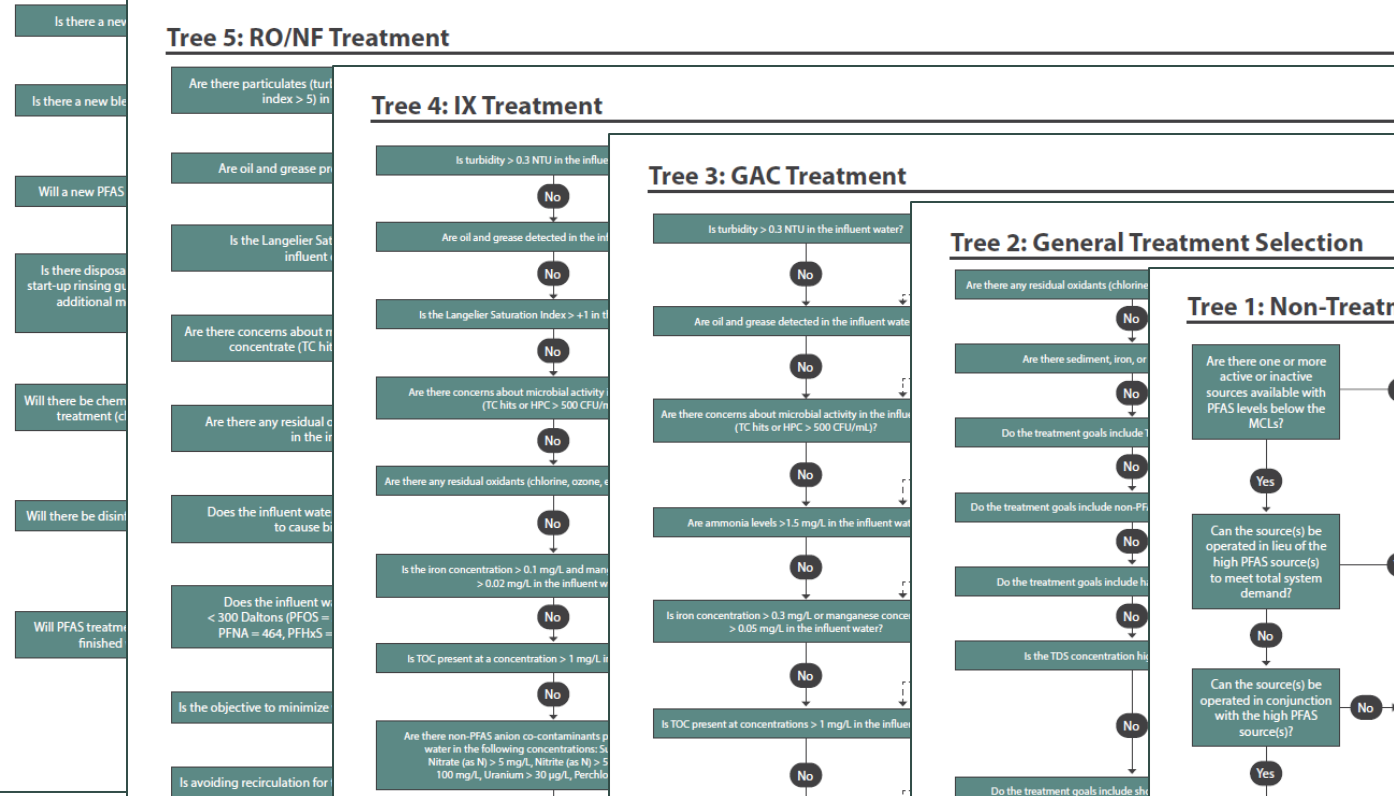 Is there a new
Is there a new
Will a new PFAS
Is there disposa
start-up rinsing
additional
Will there be chem
treatment
Will there be disin
Will PFAS treatme
finished
Tree 5: RO/NF Treatment
Are there particulates
index > 5) in
Are oil and grease
Is the Langelier Sat
influent
Are there concerns about
concentrate (TC hit
Are there any residual
in the
Does the influent wate
to cause
Does the influent
< 300 Daltons (PFOS =
PFNA = 464, PFHxS =
Is the objective to minimize
Is avoiding recirculation for
Tree 4: IX Treatment
Is turbidity > 0.3 NTU in the influe
No
Are oil and grease detected in the
No
Is the Langelier Saturation Index > +1 in
No
Are there concerns about microbial activity
(TC hits or HPC > 500 CFU/
No
Are there any residual oxidants (chlorine, ozone,
No
Is the iron concentration > 0.1 mg/L and
> 0.02 mg/L in the influent
No
Is TOC present at a concentration > 1 mg/L
No
Are there non-PFAS anion co-contaminants
water in the following concentrations:
Nitrate (as N) > 5 mg/L, Nitrite (as N) > 5
100 mg/L, Uranium > 30 µg/L, Perchlo
Tree 3: GAC Treatment
Is turbidity > 0.3 NTU in the influent water?
No
Are oil and grease detected in the influent wate
No
Are there concerns about microbial activity in the influe
(TC hits or HPC > 500 CFU/mL)?
No
Are ammonia levels >1.5 mg/L in the influent wat
No
Is iron concentration > 0.3 mg/L or manganese conce
> 0.05 mg/L in the influent water?
No
Is TOC present at concentrations > 1 mg/L in the influe
No
Tree 2: General Treatment Selection
Are there any residual oxidants (chlorine
No
Are there sediment, iron, or
No
Do the treatment goals include
No
Do the treatment goals include non-PF
No
Do the treatment goals include
No
Is the TDS concentration
No
Do the treatment goals include
Tree 1: Non-Treat
Are there one or more
active or inactive
sources available with
PFAS levels below the
MCLs?
Yes
Can the source(s) be
operated in lieu of the
high PFAS source(s)
to meet total system
demand?
No
Can the source(s) be
operated in conjunction
with the high PFAS
source(s)?
No
Yes